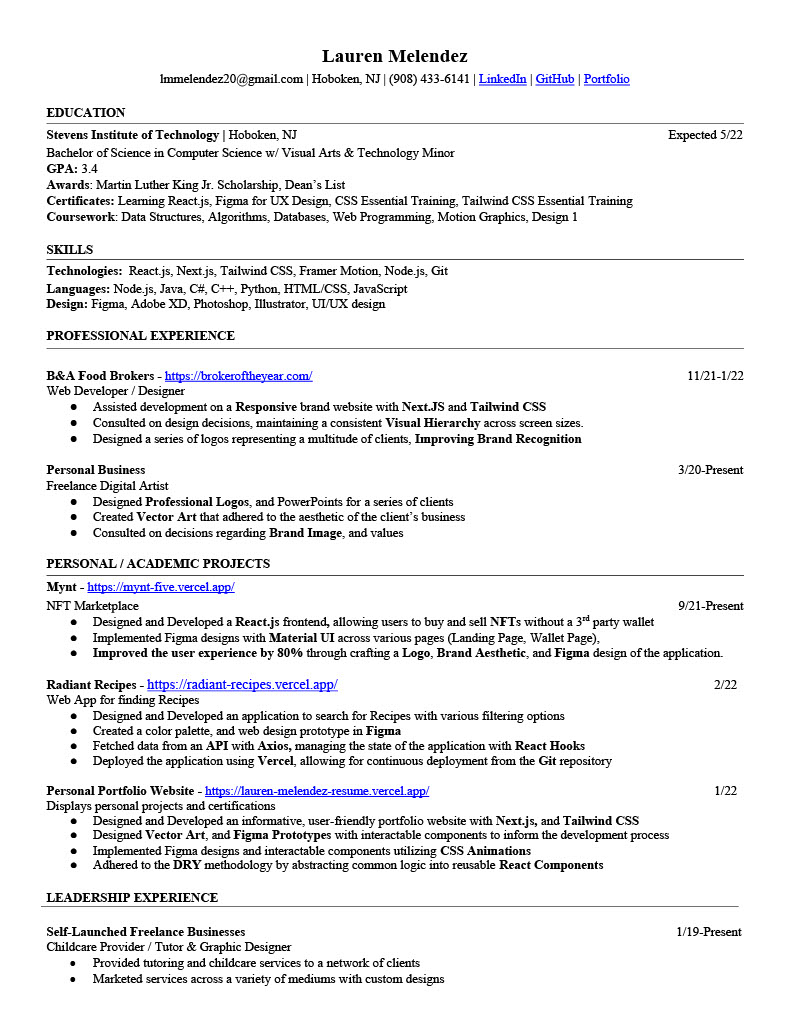 Lauren Melendez
lmmelendez20@gmail.com | Hoboken, NJ | (908) 433-6141 | LinkedIn | GitHub | Portfolio
EDUCATION
Stevens Institute of Technology | Hoboken, NJ Expected 5/22
Bachelor of Science in Computer Science w/ Visual Arts & Technology Minor
GPA: 3.4
Awards: Martin Luther King Jr. Scholarship, Dean’s List
Certificates: Learning React.js, Figma for UX Design, CSS Essential Training, Tailwind CSS Essential Training
Coursework: Data Structures, Algorithms, Databases, Web Programming, Motion Graphics, Design 1
SKILLS
Technologies: React.js, Next.js, Tailwind CSS, Framer Motion, Node.js, Git
Languages: Node.js, Java, C#, C++, Python, HTML/CSS, JavaScript
Design: Figma, Adobe XD, Photoshop, Illustrator, UI/UX design
PROFESSIONAL EXPERIENCE
B&A Food Brokers - https://brokeroftheyear.com/ 11/21-1/22
Web Developer / Designer
● Assisted development on a Responsive brand website with Next.JS and Tailwind CSS
● Consulted on design decisions, maintaining a consistent Visual Hierarchy across screen sizes.
● Designed a series of logos representing a multitude of clients, Improving Brand Recognition
Personal Business 3/20-Present
Freelance Digital Artist
● Designed Professional Logos, and PowerPoints for a series of clients
● Created Vector Art that adhered to the aesthetic of the client’s business
● Consulted on decisions regarding Brand Image, and values
PERSONAL / ACADEMIC PROJECTS
Mynt - https://mynt-five.vercel.app/
NFT Marketplace 9/21-Present
● Designed and Developed a React.js frontend, allowing users to buy and sell NFTs without a 3rd party wallet
● Implemented Figma designs with Material UI across various pages (Landing Page, Wallet Page),
● Improved the user experience by 80% through crafting a Logo, Brand Aesthetic, and Figma design of the application.
Radiant Recipes - https://radiant-recipes.vercel.app/ 2/22
Web App for finding Recipes
● Designed and Developed an application to search for Recipes with various filtering options
● Created a color palette, and web design prototype in Figma
● Fetched data from an API with Axios, managing the state of the application with React Hooks
● Deployed the application using Vercel, allowing for continuous deployment from the Git repository
Personal Portfolio Website - https://lauren-melendez-resume.vercel.app/ 1/22
Displays personal projects and certifications
● Designed and Developed an informative, user-friendly portfolio website with Next.js, and Tailwind CSS
● Designed Vector Art, and Figma Prototypes with interactable components to inform the development process
● Implemented Figma designs and interactable components utilizing CSS Animations
● Adhered to the DRY methodology by abstracting common logic into reusable React Components
LEADERSHIP EXPERIENCE
Self-Launched Freelance Businesses 1/19-Present
Childcare Provider / Tutor & Graphic Designer
● Provided tutoring and childcare services to a network of clients
● Marketed services across a variety of mediums with custom designs